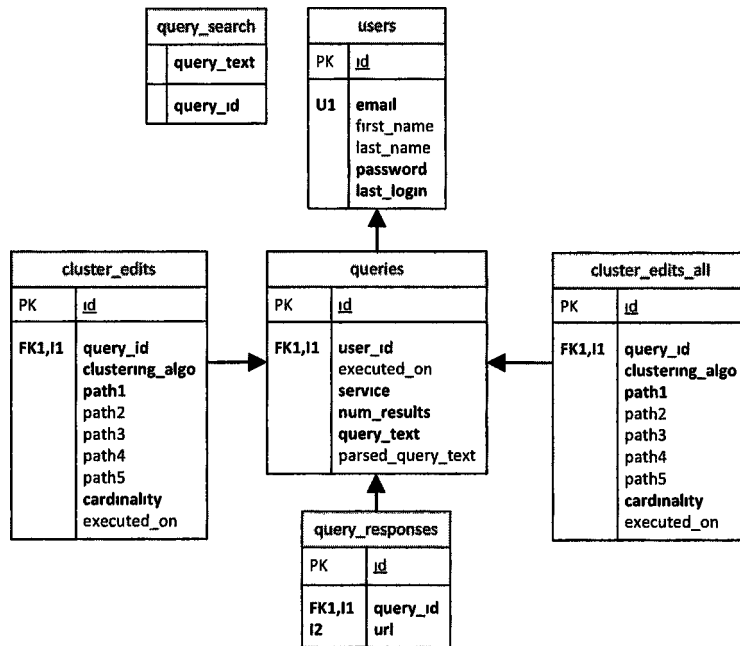 query_search
query_text
query_id
users
PK id
U1 email
first_name
last_name
password
last_login
cluster_edits
PK id
FK1,I1 query_id
clustering_algo
path1
path2
path3
path4
path5
cardinality
executed_on
queries
PK id
FK1,I1 user_id
executed_on
service
num_results
query_text
parsed_query_text
cluster_edits_all
PK id
FK1,I1 query_id
clustering_algo
path1
path2
path3
path4
path5
cardinality
executed_on
query_responses
PK id
FK1,I1 query_id
I2 url